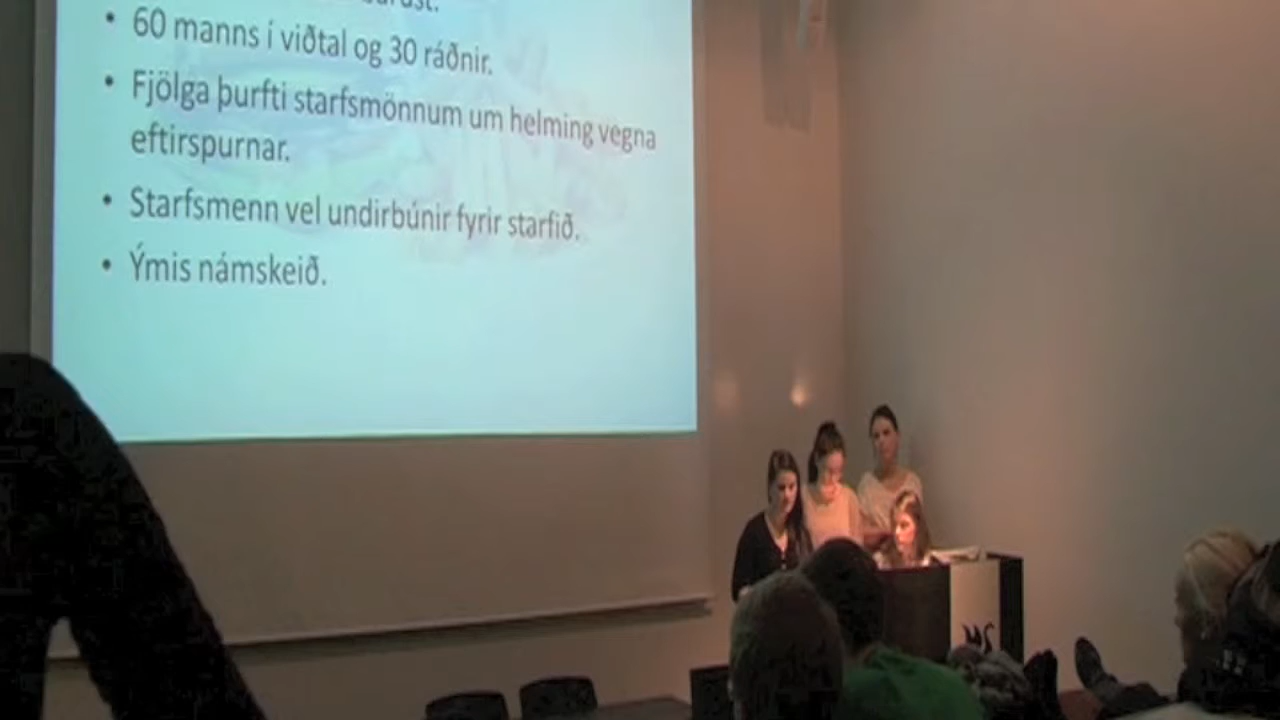 • 60 manns í viðtal og 30 ráðnir.
• Fjölga þurfti starfsmönnum um helming vegna
eftirspurnar.
• Starfsmenn vel undirbúnir fyrir starfið.
• Ýmis námskeið.